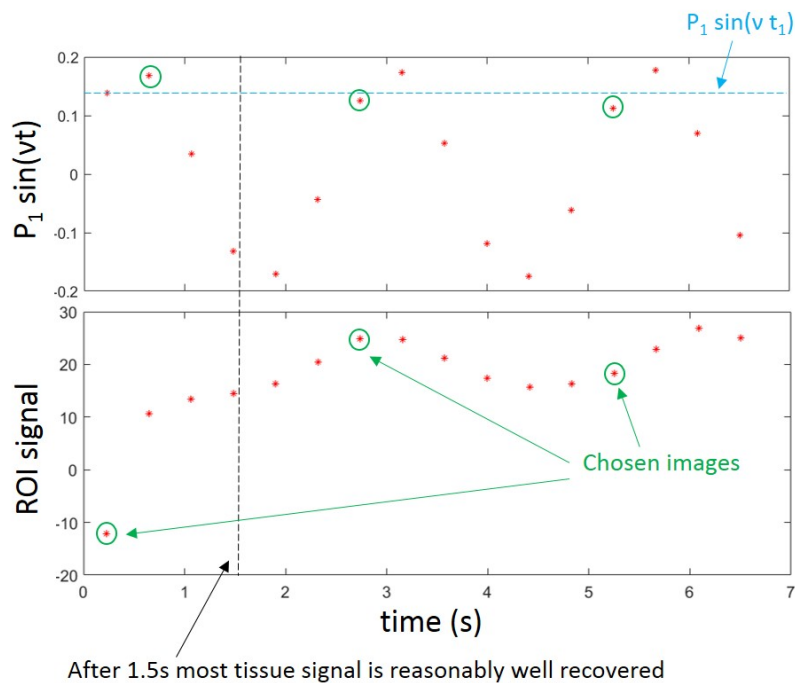 P₁ sin(ν t₁)
0.2
0.1
0
-0.1
-0.2
P₁ sin(νt)
30
20
10
0
-10
-20
ROI signal
Chosen images
0 1 2 3 4 5 6 7
time (s)
After 1.5s most tissue signal is reasonably well recovered